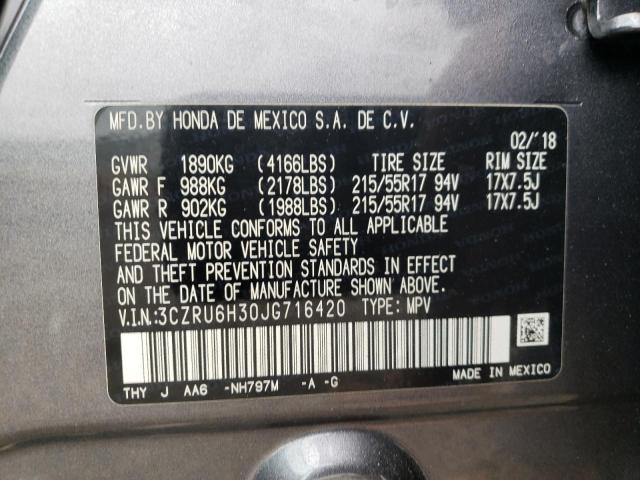 MFD.BY HONDA DE MEXICO S.A. DE C.V.
02/'18
GVWR 1890KG (4166LBS) TIRE SIZE RIM SIZE
GAWR F 988KG (2178LBS) 215/55R17 94V 17X7.5J
GAWR R 902KG (1988LBS) 215/55R17 94V 17X7.5J
THIS VEHICLE CONFORMS TO ALL APPLICABLE
FEDERAL MOTOR VEHICLE SAFETY
AND THEFT PREVENTION STANDARDS IN EFFECT
ON THE DATE OF MANUFACTURE SHOWN ABOVE.
V.I.N:3CZRU6H30JG716420 TYPE: MPV
THY J AA6 -NH797M -A -G MADE IN MEXICO